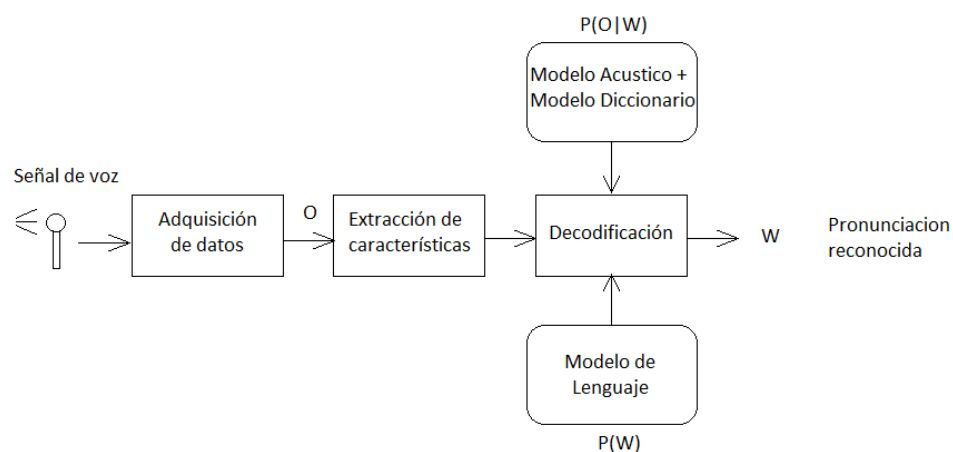 P(O|W)
Modelo Acustico +
Modelo Diccionario
Señal de voz
Adquisición
de datos
O
Extracción de
características
Decodificación
W
Pronunciacion
reconocida
Modelo de
Lenguaje
P(W)